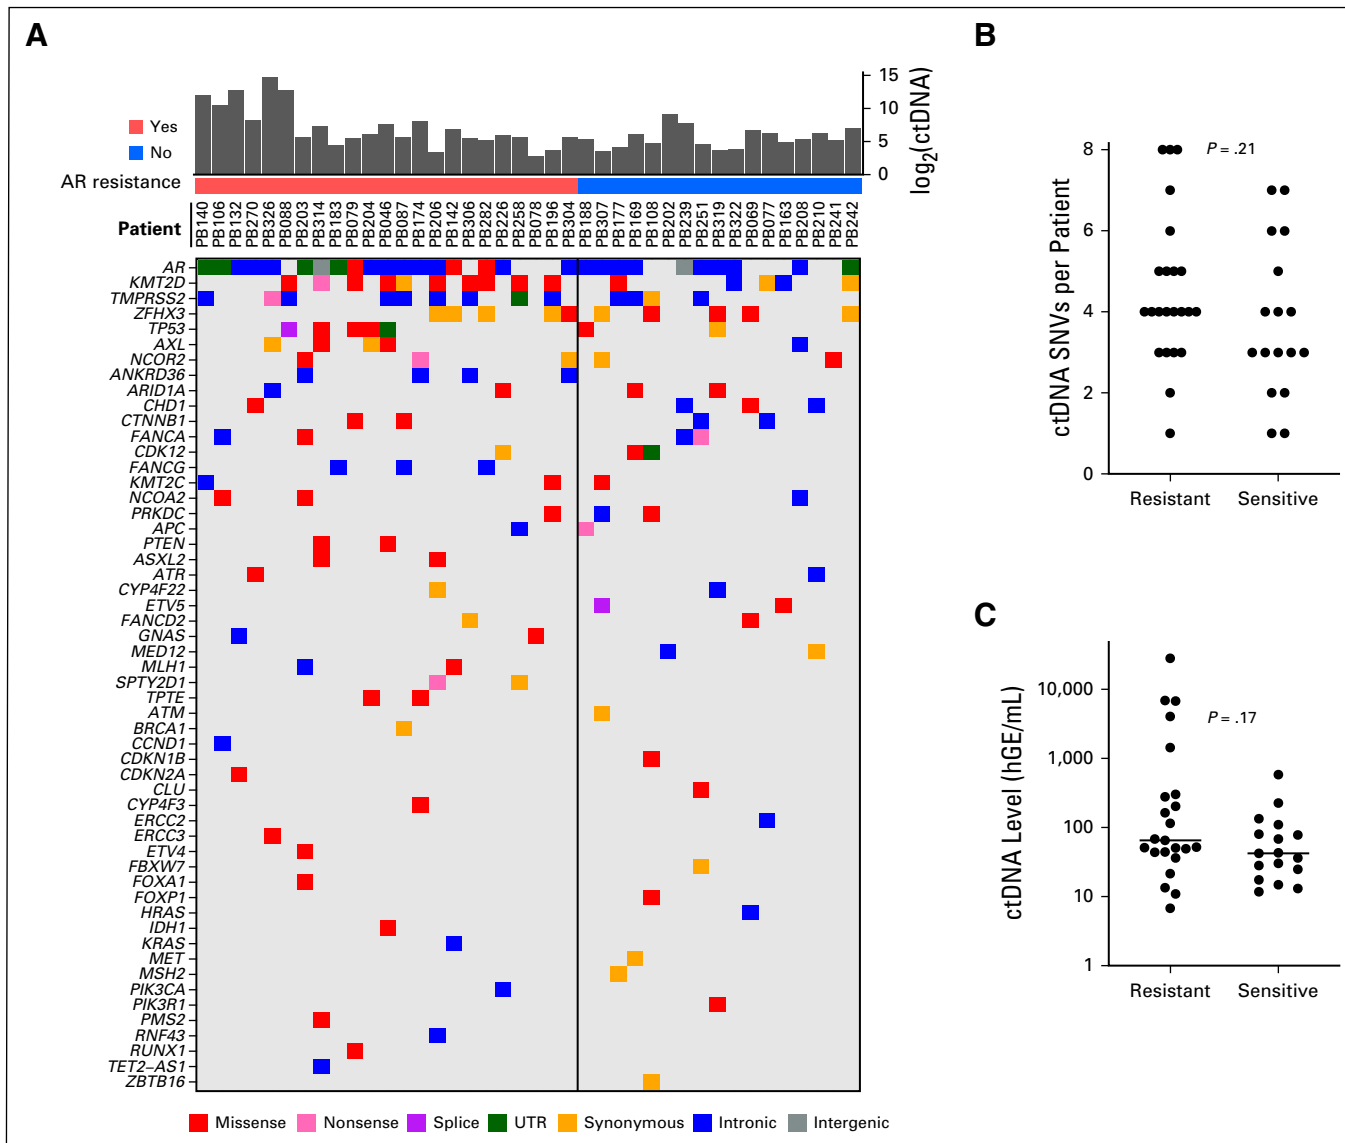 A
15
10
5
0
log2(ctDNA)
Yes
No
AR resistance
Patient
PB140
PB106
PB132
PB270
PB326
PB088
PB203
PB314
PB183
PB079
PB204
PB046
PB087
PB174
PB206
PB142
PB306
PB282
PB226
PB258
PB078
PB196
PB304
PB188
PB307
PB177
PB169
PB108
PB202
PB239
PB251
PB319
PB322
PB069
PB077
PB163
PB208
PB210
PB241
PB242
AR
KMT2D
TMPRSS2
ZFHX3
TP53
AXL
NCOR2
ANKRD36
ARID1A
CHD1
CTNNB1
FANCA
CDK12
FANCG
KMT2C
NCOA2
PRKDC
APC
PTEN
ASXL2
ATR
CYP4F22
ETV5
FANCD2
GNAS
MED12
MLH1
SPTY2D1
TPTE
ATM
BRCA1
CCND1
CDKN1B
CDKN2A
CLU
CYP4F3
ERCC2
ERCC3
ETV4
FBXW7
FOXA1
FOXP1
HRAS
IDH1
KRAS
MET
MSH2
PIK3CA
PIK3R1
PMS2
RNF43
RUNX1
TET2–AS1
ZBTB16
Missense Nonsense Splice UTR Synonymous Intronic Intergenic
B
ctDNA SNVs per Patient
8
6
4
2
0
P = .21
Resistant Sensitive
C
ctDNA Level (hGE/mL)
10,000
1,000
100
10
1
P = .17
Resistant Sensitive